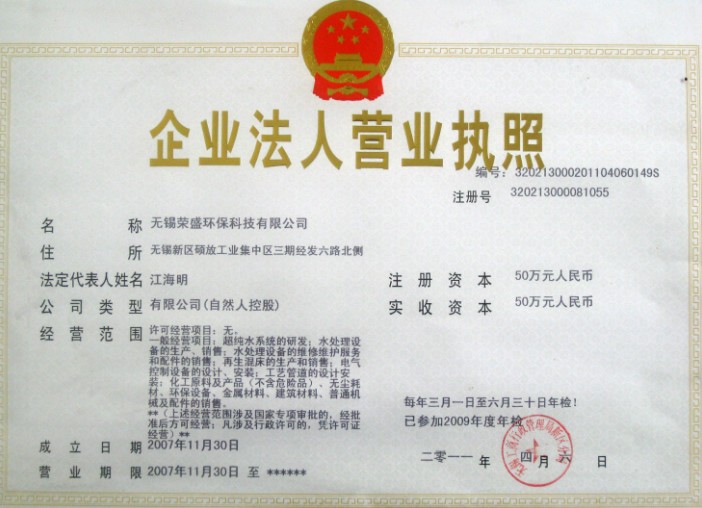 企业法人营业执照
编号：320213000201104060149S
注册号 320213000081055
名称 无锡荣盛环保科技有限公司
住所 无锡新区硕放工业集中区三期经发六路北侧
法定代表人姓名 江海明
注册资本 50万元人民币
公司类型 有限公司(自然人控股)
实收资本 50万元人民币
经营范围 许可经营项目：无。
一般经营项目：超纯水系统的研发；水处理设
备的生产、销售；水处理设备的维修维护服务
和配件的销售；再生混床的生产和销售；电气
控制设备的设计、安装；工艺管道的设计安
装；化工原料及产品（不含危险品）、无尘耗
材、环保设备、金属材料、建筑材料、普通机
械及配件的销售。
**（上述经营范围涉及国家专项审批的，经批
准后方可经营；凡涉及行政许可的，凭许可证
经营）**
每年三月一日至六月三十日年检！
已参加2009年度年检
成立日期 2007年11月30日
营业期限 2007年11月30日 至 ******
二〇一一 年 四 月 六 日